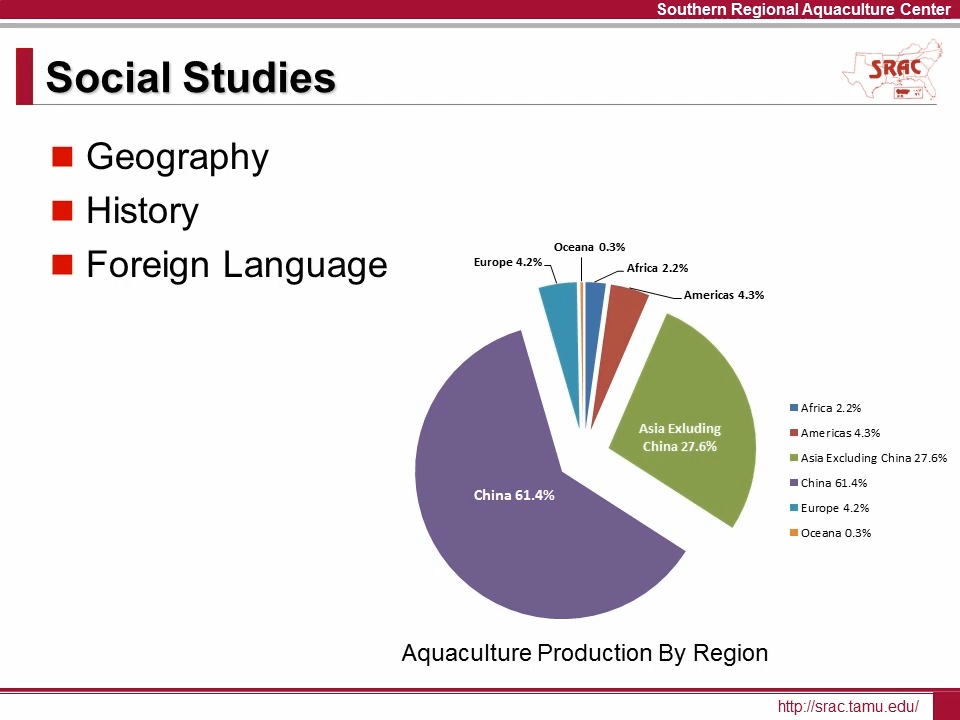 Southern Regional Aquaculture Center
Social Studies
SRAC
Geography
History
Foreign Language
Oceana 0.3%
Europe 4.2%
Africa 2.2%
Americas 4.3%
Asia Exluding
China 27.6%
China 61.4%
Africa 2.2%
Americas 4.3%
Asia Excluding China 27.6%
China 61.4%
Europe 4.2%
Oceana 0.3%
Aquaculture Production By Region
http://srac.tamu.edu/